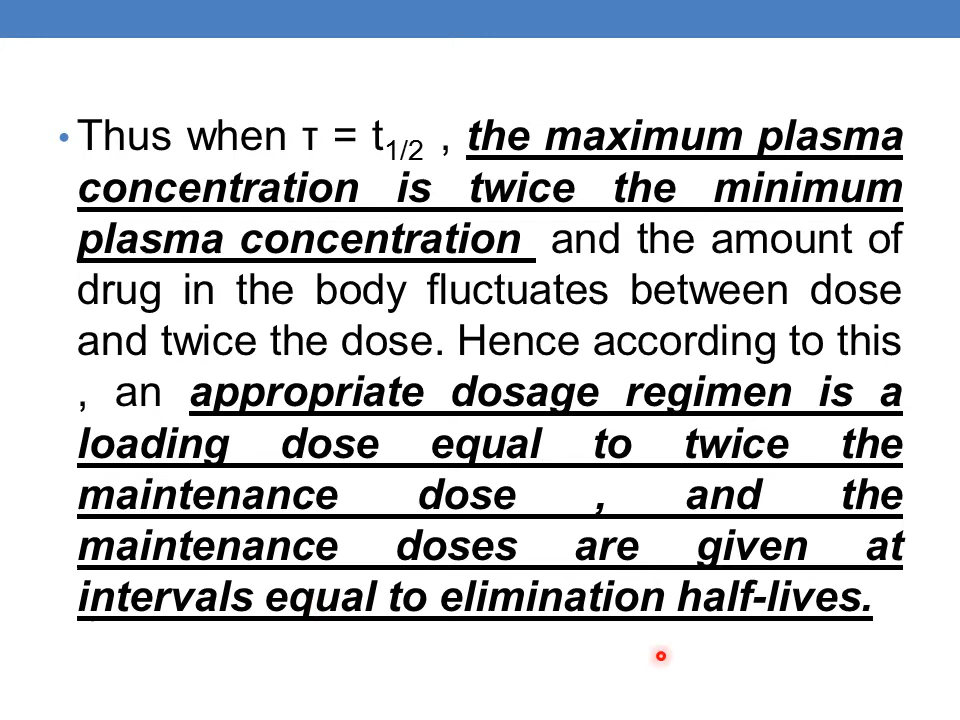 • Thus when τ = t1/2 , the maximum plasma
concentration is twice the minimum
plasma concentration and the amount of
drug in the body fluctuates between dose
and twice the dose. Hence according to this
, an appropriate dosage regimen is a
loading dose equal to twice the
maintenance dose , and the
maintenance doses are given at
intervals equal to elimination half-lives.